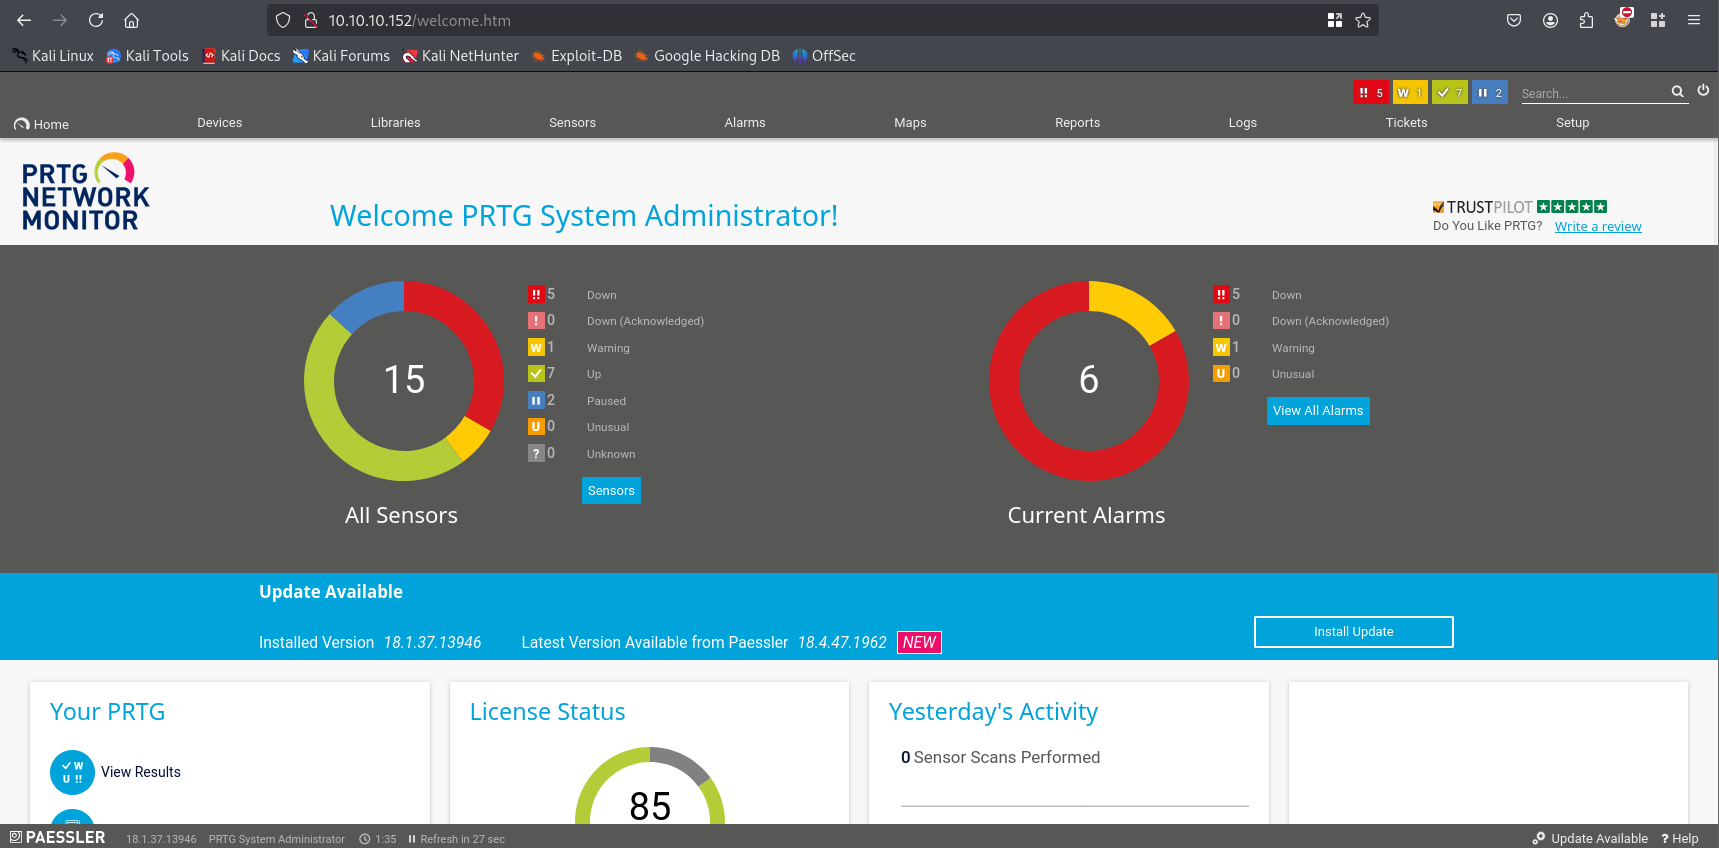 10.10.10.152/welcome.htm
Kali Linux Kali Tools Kali Docs Kali Forums Kali NetHunter Exploit-DB Google Hacking DB OffSec
!! 5 W 1 7 2 Search...
Home Devices Libraries Sensors Alarms Maps Reports Logs Tickets Setup
PRTG
NETWORK
MONITOR
Welcome PRTG System Administrator!
TRUSTPILOT
Do You Like PRTG? Write a review
15
!! 5 Down
! 0 Down (Acknowledged)
W 1 Warning
7 Up
2 Paused
U 0 Unusual
? 0 Unknown
Sensors
All Sensors
6
!! 5 Down
! 0 Down (Acknowledged)
W 1 Warning
U 0 Unusual
View All Alarms
Current Alarms
Update Available
Installed Version 18.1.37.13946 Latest Version Available from Paessler 18.4.47.1962 NEW
Install Update
Your PRTG
W
U !!
View Results
License Status
85
Yesterday's Activity
0 Sensor Scans Performed
PAESSLER 18.1.37.13946 PRTG System Administrator 1:35 Refresh in 27 sec Update Available ? Help